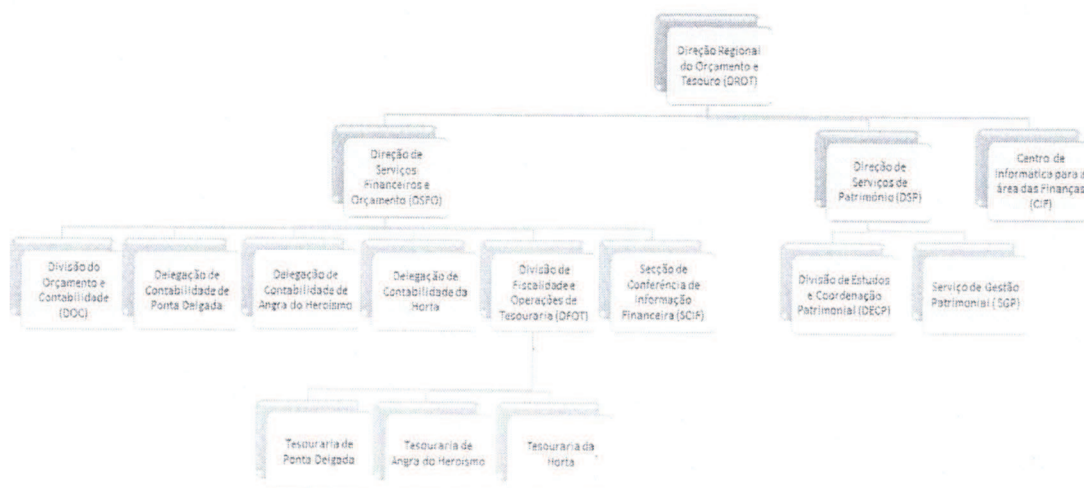 Direção Regional
do Orçamento e
Tesouro (DROT)
Direção de
Serviços
Financeiros e
Orçamento (DSFO)
Direção de
Serviços de
Património (DSP)
Centro de
Informatica para a
área das Finanças
(CIF)
Divisão do
Orçamento e
Contabilidade
(DOC)
Delegação de
Contabilidade de
Ponta Delgada
Delegação de
Contabilidade de
Angra do Heroísmo
Delegação de
Contabilidade da
Horta
Divisão de
Fiscalidade e
Operações de
Tesouraria (DFOT)
Secção de
Conferência de
Informação
Financeira (SCIF)
Divisão de Estudos
e Coordenação
Patrimonial (DECP)
Serviço de Gestão
Patrimonial (SGP)
Tesouraria de
Ponta Delgada
Tesouraria de
Angra do Heroísmo
Tesouraria da
Horta